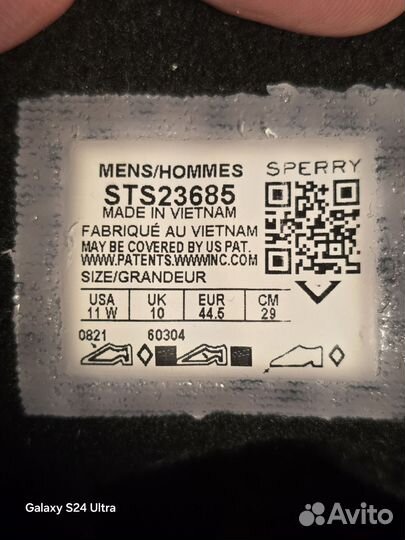 MENS/HOMMES SPERRY
STS23685
MADE IN VIETNAM
FABRIQUÉ AU VIETNAM
MAY BE COVERED BY US PAT.
WWW.PATENTS.WWWINC.COM
SIZE/GRANDEUR
USA UK EUR CM
11 W 10 44.5 29
0821 60304
Galaxy S24 Ultra
Avito